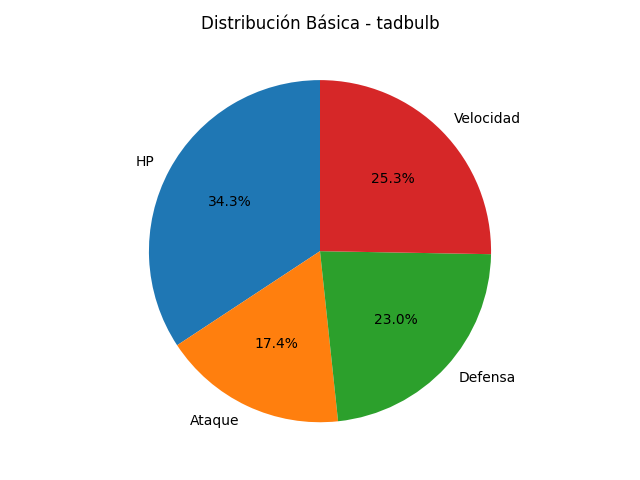 Distribución Básica - tadbulb
Velocidad
HP
25.3%
34.3%
23.0%
17.4%
Defensa
Ataque